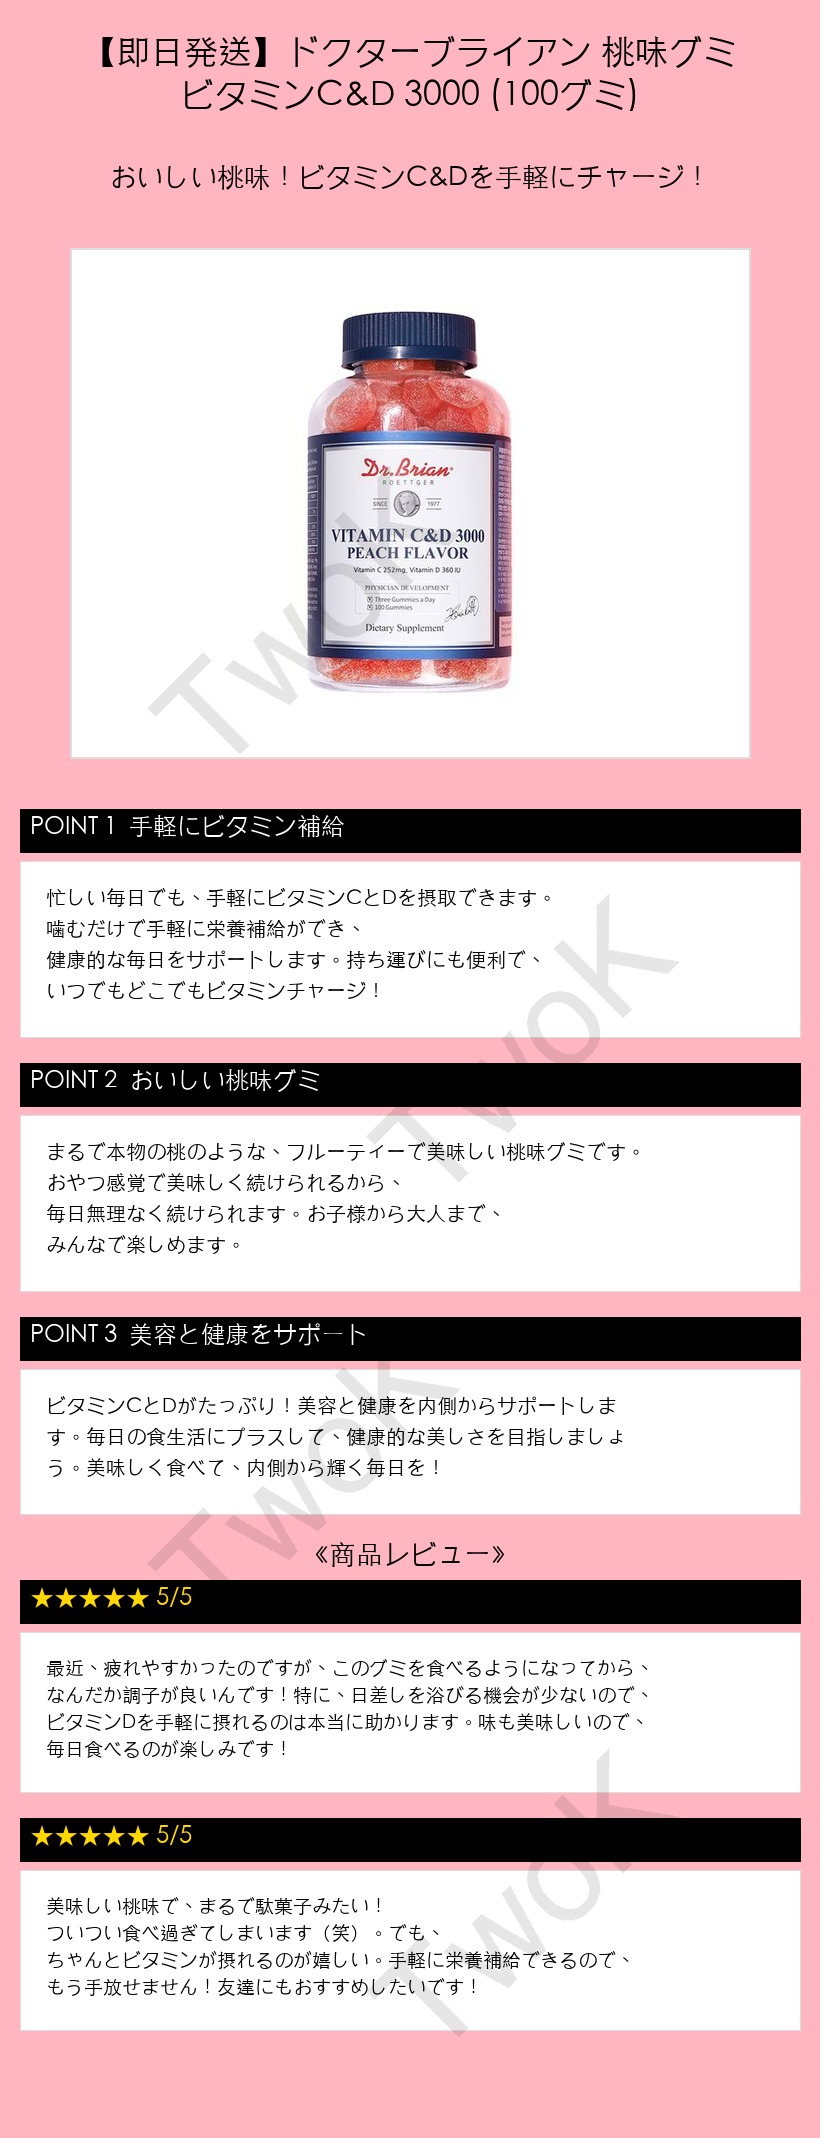 【即日発送】ドクターブライアン 桃味グミ
ビタミンC&D 3000 (100グミ)
おいしい桃味！ビタミンC&Dを手軽にチャージ！
Dr.Brian
ROETTGER
SINCE 1977
VITAMIN C&D 3000
PEACH FLAVOR
Vitamin C 252mg, Vitamin D 360 IU
PHYSICIAN DEVELOPMENT
Three Gummies a Day
100 Gummies
Dietary Supplement
TwoK
POINT 1 手軽にビタミン補給
忙しい毎日でも、手軽にビタミンCとDを摂取できます。
噛むだけで手軽に栄養補給ができ、
健康的な毎日をサポートします。持ち運びにも便利で、
いつでもどこでもビタミンチャージ！
TwoK
POINT 2 おいしい桃味グミ
まるで本物の桃のような、フルーティーで美味しい桃味グミです。
おやつ感覚で美味しく続けられるから、
毎日無理なく続けられます。お子様から大人まで、
みんなで楽しめます。
POINT 3 美容と健康をサポート
ビタミンCとDがたっぷり！美容と健康を内側からサポートしま
す。毎日の食生活にプラスして、健康的な美しさを目指しましょ
う。美味しく食べて、内側から輝く毎日を！
TwoK
《商品レビュー》
★★★★★ 5/5
最近、疲れやすかったのですが、このグミを食べるようになってから、
なんだか調子が良いんです！特に、日差しを浴びる機会が少ないので、
ビタミンDを手軽に摂れるのは本当に助かります。味も美味しいので、
毎日食べるのが楽しみです！
★★★★★ 5/5
美味しい桃味で、まるで駄菓子みたい！
ついつい食べ過ぎてしまいます（笑）。でも、
ちゃんとビタミンが摂れるのが嬉しい。手軽に栄養補給できるので、
もう手放せません！友達にもおすすめしたいです！
TwoK